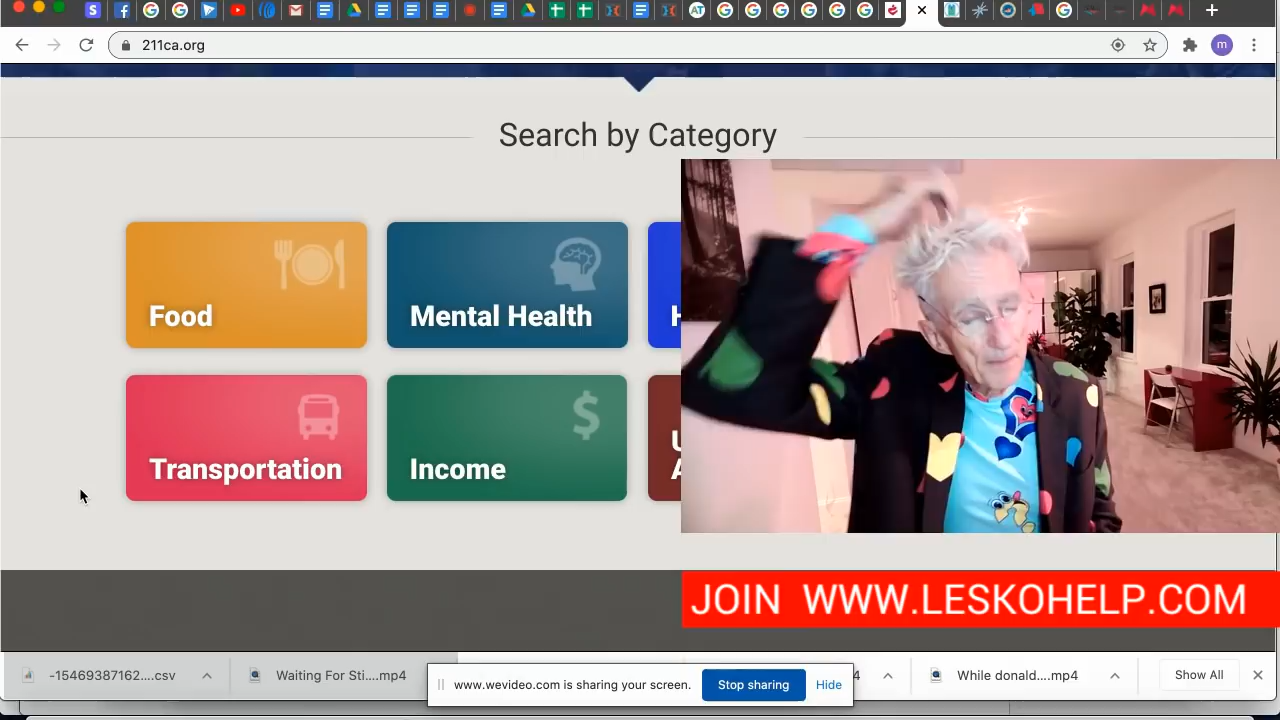 211ca.org
m
Search by Category
Food
Mental Health
H
Transportation
Income
U
A
JOIN WWW.LESKOHELP.COM
-15469387162....csv
Waiting For Sti....mp4
4
While donald....mp4
Show All
www.wevideo.com is sharing your screen.
Stop sharing
Hide